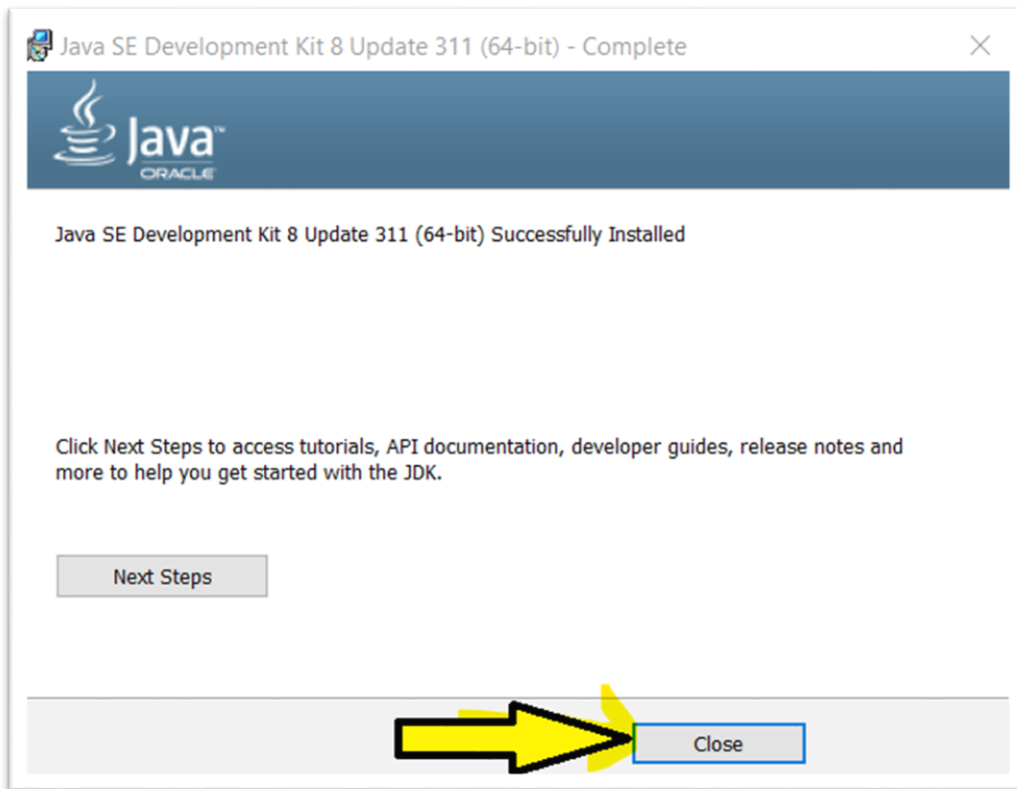 Java SE Development Kit 8 Update 311 (64-bit) - Complete
Java™
ORACLE
Java SE Development Kit 8 Update 311 (64-bit) Successfully Installed
Click Next Steps to access tutorials, API documentation, developer guides, release notes and
more to help you get started with the JDK.
Next Steps
Close